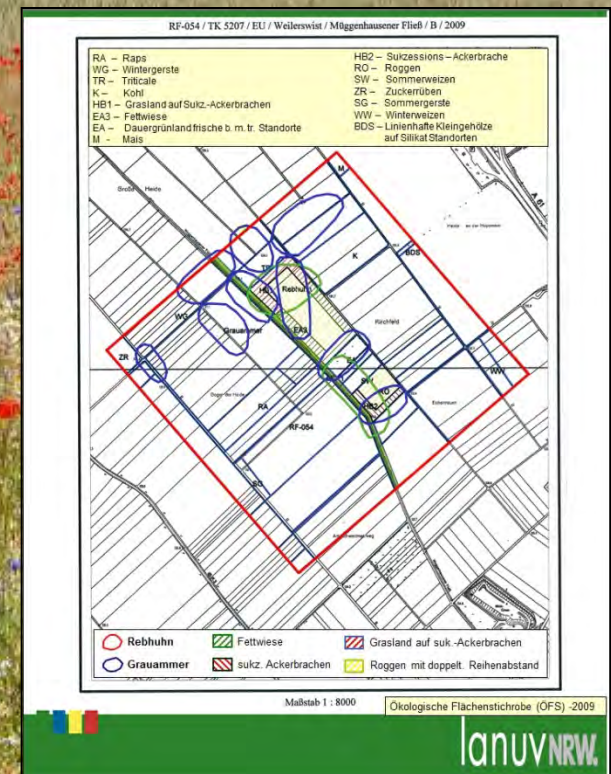 RF-054 / TK 5207 / EU / Weilerswist / Müggenhausener Fließ / B / 2009
RA – Raps
WG – Wintergerste
TR – Triticale
K – Kohl
HB1 – Grasland auf Sukz.-Ackerbrachen
EA3 – Fettwiese
EA – Dauergrünland frische b. m. tr. Standorte
M - Mais
HB2 – Sukzessions – Ackerbrache
RO – Roggen
SW – Sommerweizen
ZR – Zuckerrüben
SG – Sommergerste
WW – Winterweizen
BDS – Linienhafte Kleingehölze
auf Silikat Standorten
Große Heide
M
A 61
BDS
K
Rebhuhn
Kirchfeld
WG
Grauammer
EA3
ZR
WW
RO
HB2
RA
RF-054
SG
Rebhuhn
Fettwiese
Grasland auf suk.-Ackerbrachen
Grauammer
sukz. Ackerbrachen
Roggen mit doppelt. Reihenabstand
Maßstab 1 : 8000
Ökologische Flächenstichrobe (ÖFS) -2009
lanuv NRW.